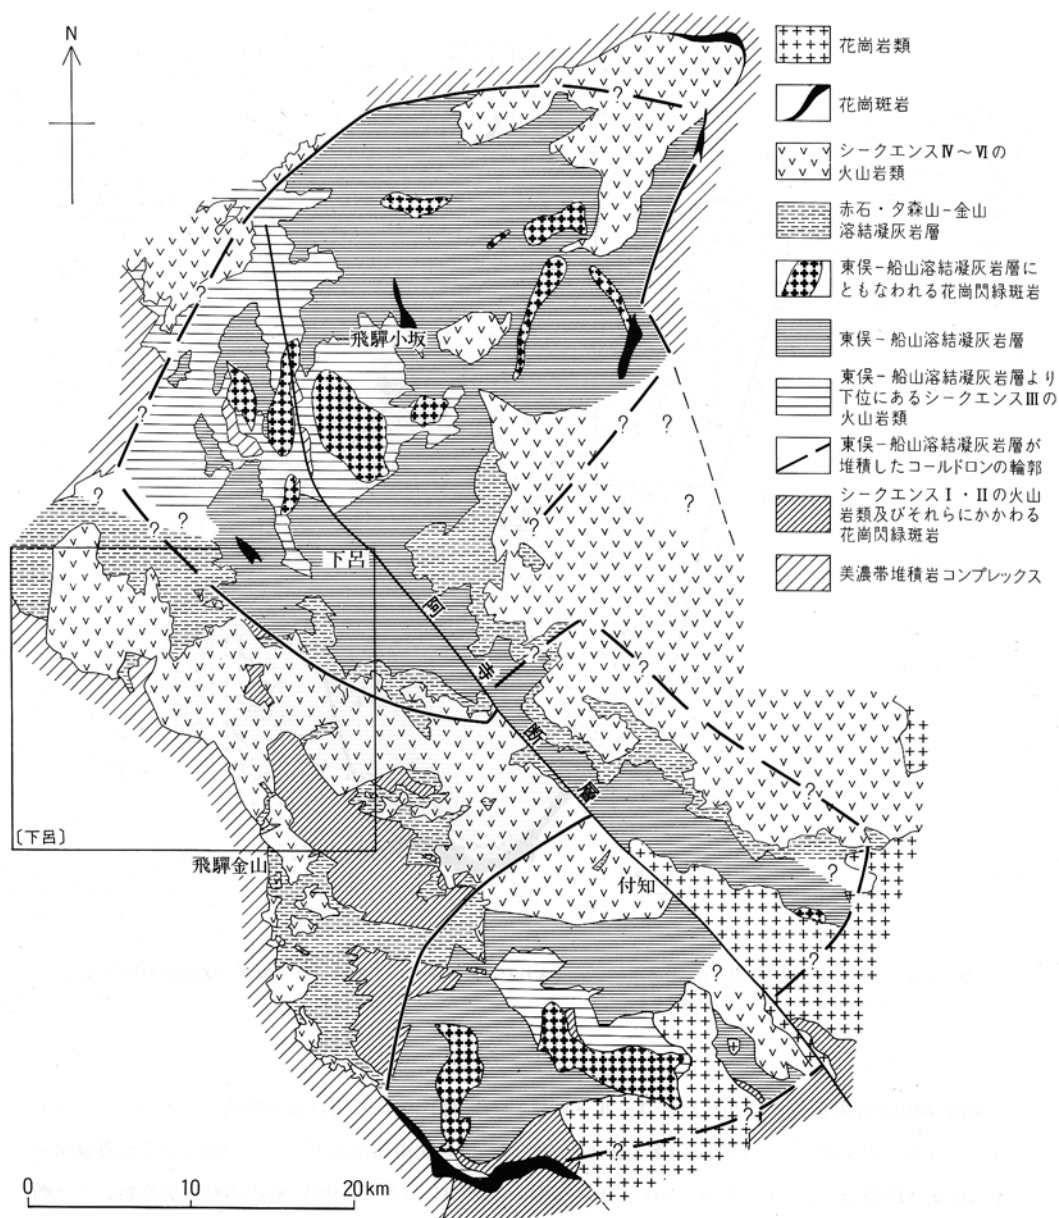 N
花崗岩類
花崗斑岩
シークエンスⅣ～Ⅵの
火山岩類
赤石・夕森山－金山
溶結凝灰岩層
東俣－船山溶結凝灰岩層に
ともなわれる花崗閃緑斑岩
東俣－船山溶結凝灰岩層
東俣－船山溶結凝灰岩層より
下位にあるシークエンスⅢの
火山岩類
東俣－船山溶結凝灰岩層が
堆積したコールドロンの輪郭
シークエンスⅠ・Ⅱの火山
岩類及びそれらにかかわる
花崗閃緑斑岩
美濃帯堆積岩コンプレックス
?
?
?
飛驒小坂
?
?
?
?
?
?
?
?
?
下呂
阿寺断層
?
?
?
〔下呂〕
飛驒金山
付知
?
?
?
?
?
0 10 20km